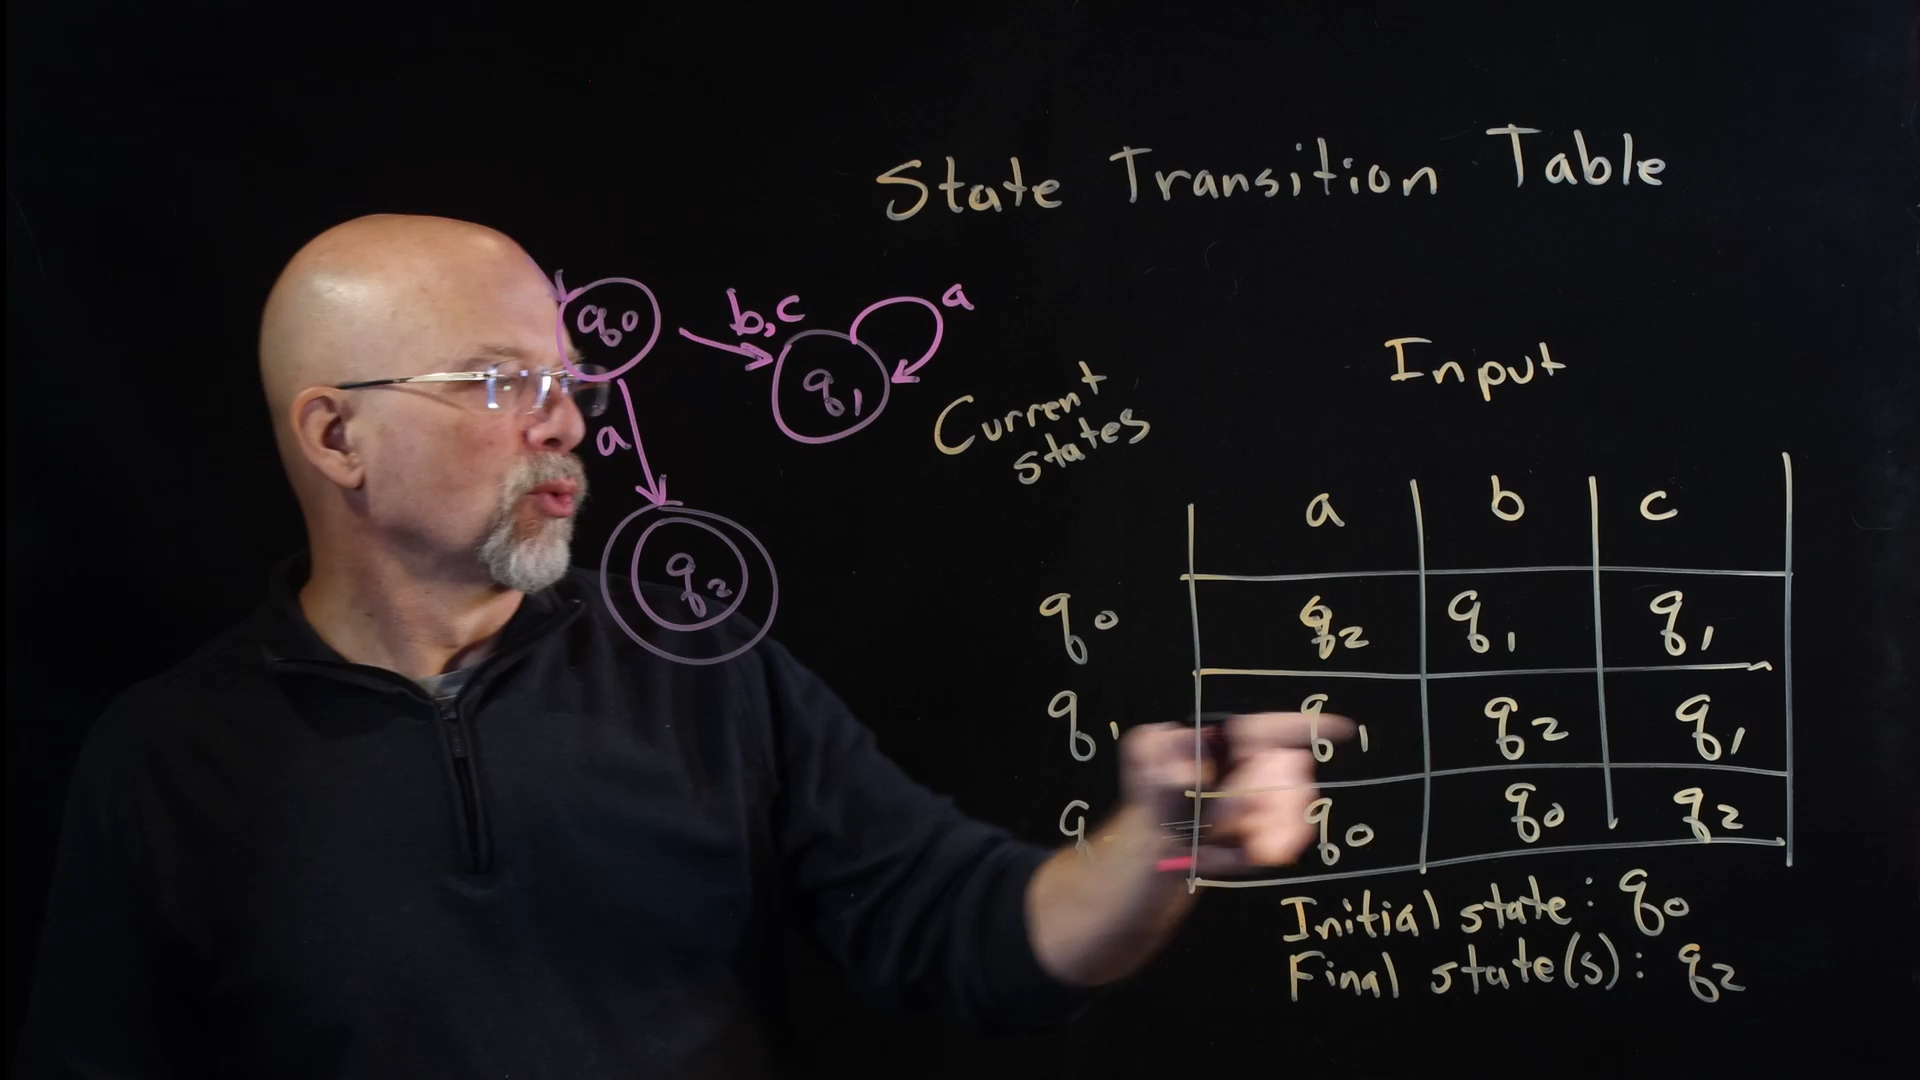 State Transition Table
q0
b,c
a
q1
a
q2
Current
states
Input
a b c
q0 q2 q1 q1
q1 q1 q2 q1
q q0 q0 q2
Initial state: q0
Final state(s): q2